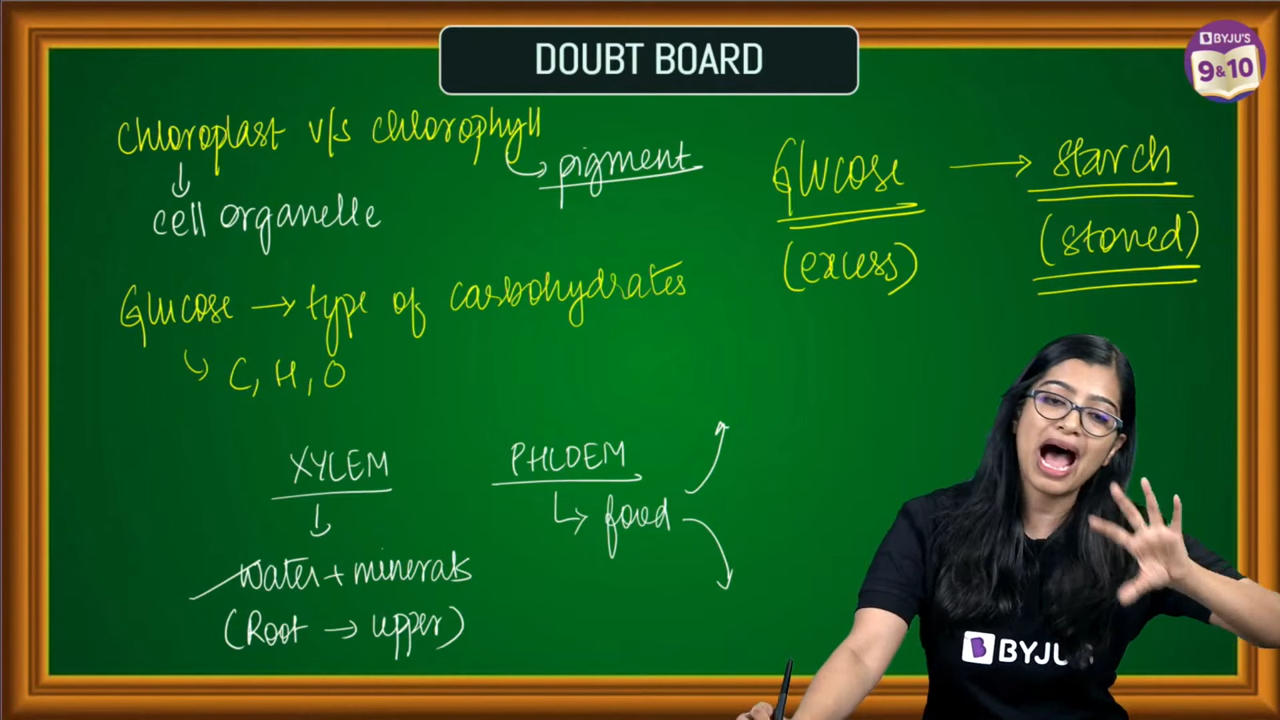 DOUBT BOARD
BYJU'S
9&10
Chloroplast v/s chlorophyll
↓ ↳ pigment
cell organelle
Glucose → type of carbohydrates
↳ C, H, O
Glucose → starch
(excess) (stored)
XYLEM
↓
water + minerals
(Root → upper)
PHLOEM
↳ food
BYJU'S